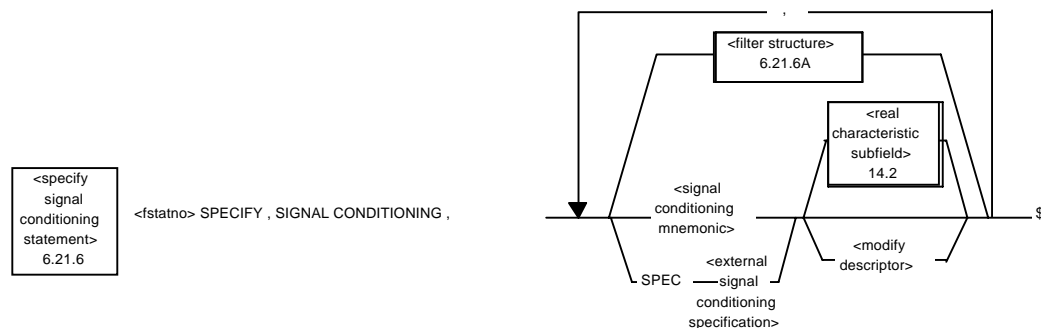 ,
<filter structure>
6.21.6A
<real
characteristic
subfield>
14.2
<specify
signal
conditioning
statement>
6.21.6
<fstatno> SPECIFY , SIGNAL CONDITIONING ,
<signal
conditioning
mnemonic>
$
<modify
descriptor>
SPEC
<external
signal
conditioning
specification>